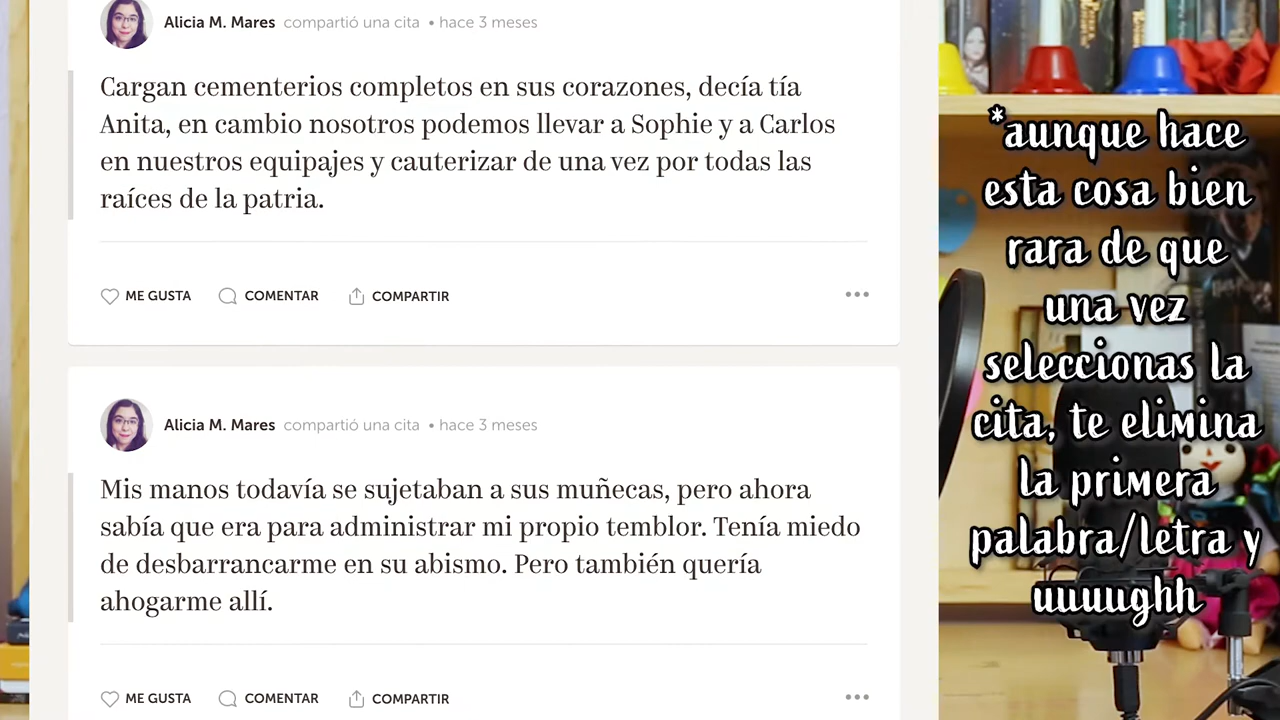 Alicia M. Mares compartió una cita • hace 3 meses
Cargan cementerios completos en sus corazones, decía tía
Anita, en cambio nosotros podemos llevar a Sophie y a Carlos
en nuestros equipajes y cauterizar de una vez por todas las
raíces de la patria.
ME GUSTA COMENTAR COMPARTIR
Alicia M. Mares compartió una cita • hace 3 meses
Mis manos todavía se sujetaban a sus muñecas, pero ahora
sabía que era para administrar mi propio temblor. Tenía miedo
de desbarrancarme en su abismo. Pero también quería
ahogarme allí.
ME GUSTA COMENTAR COMPARTIR
*aunque hace
esta cosa bien
rara de que
una vez
seleccionas la
cita, te elimina
la primera
palabra/letra y
uuuughh